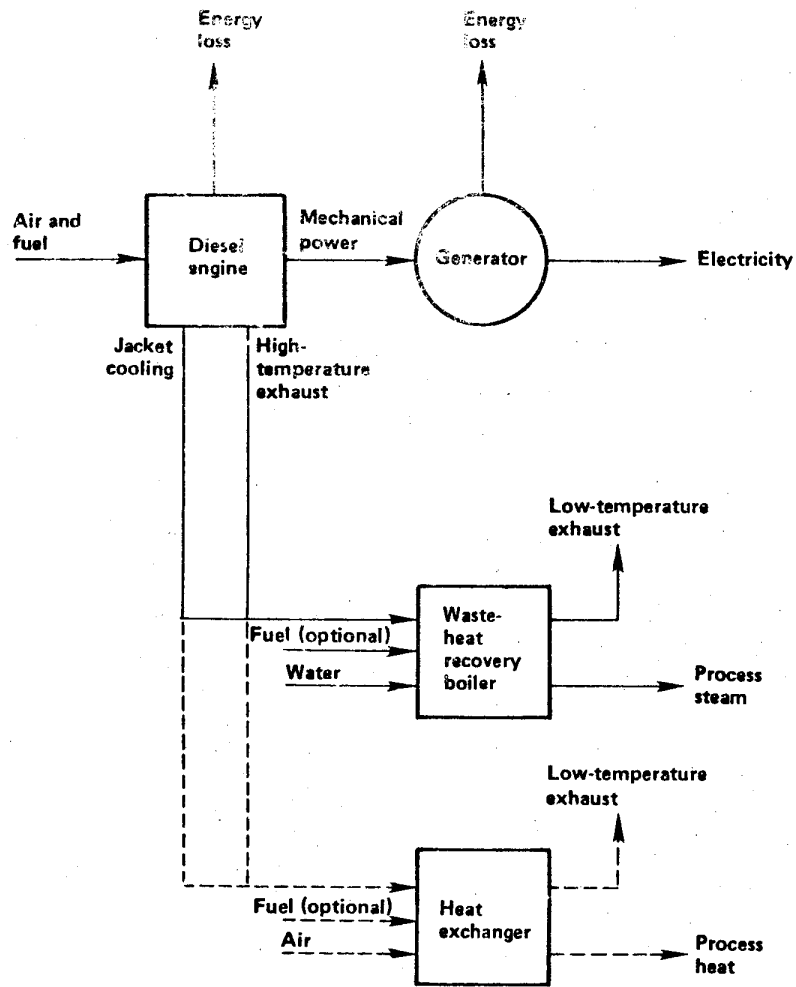 Energy
loss
Energy
loss
Air and
fuel
Diesel
engine
Mechanical
power
Generator
Electricity
Jacket
cooling
High-
temperature
exhaust
Low-temperature
exhaust
Waste-
heat
recovery
boiler
Fuel (optional)
Water
Process
steam
Low-temperature
exhaust
Heat
exchanger
Fuel (optional)
Air
Process
heat